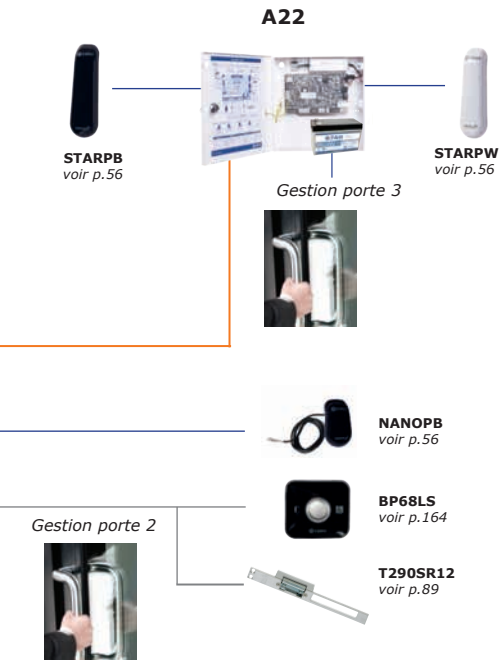 A22
STARPB
voir p.56
STARPW
voir p.56
Gestion porte 3
NANOPB
voir p.56
BP68LS
voir p.164
Gestion porte 2
T290SR12
voir p.89